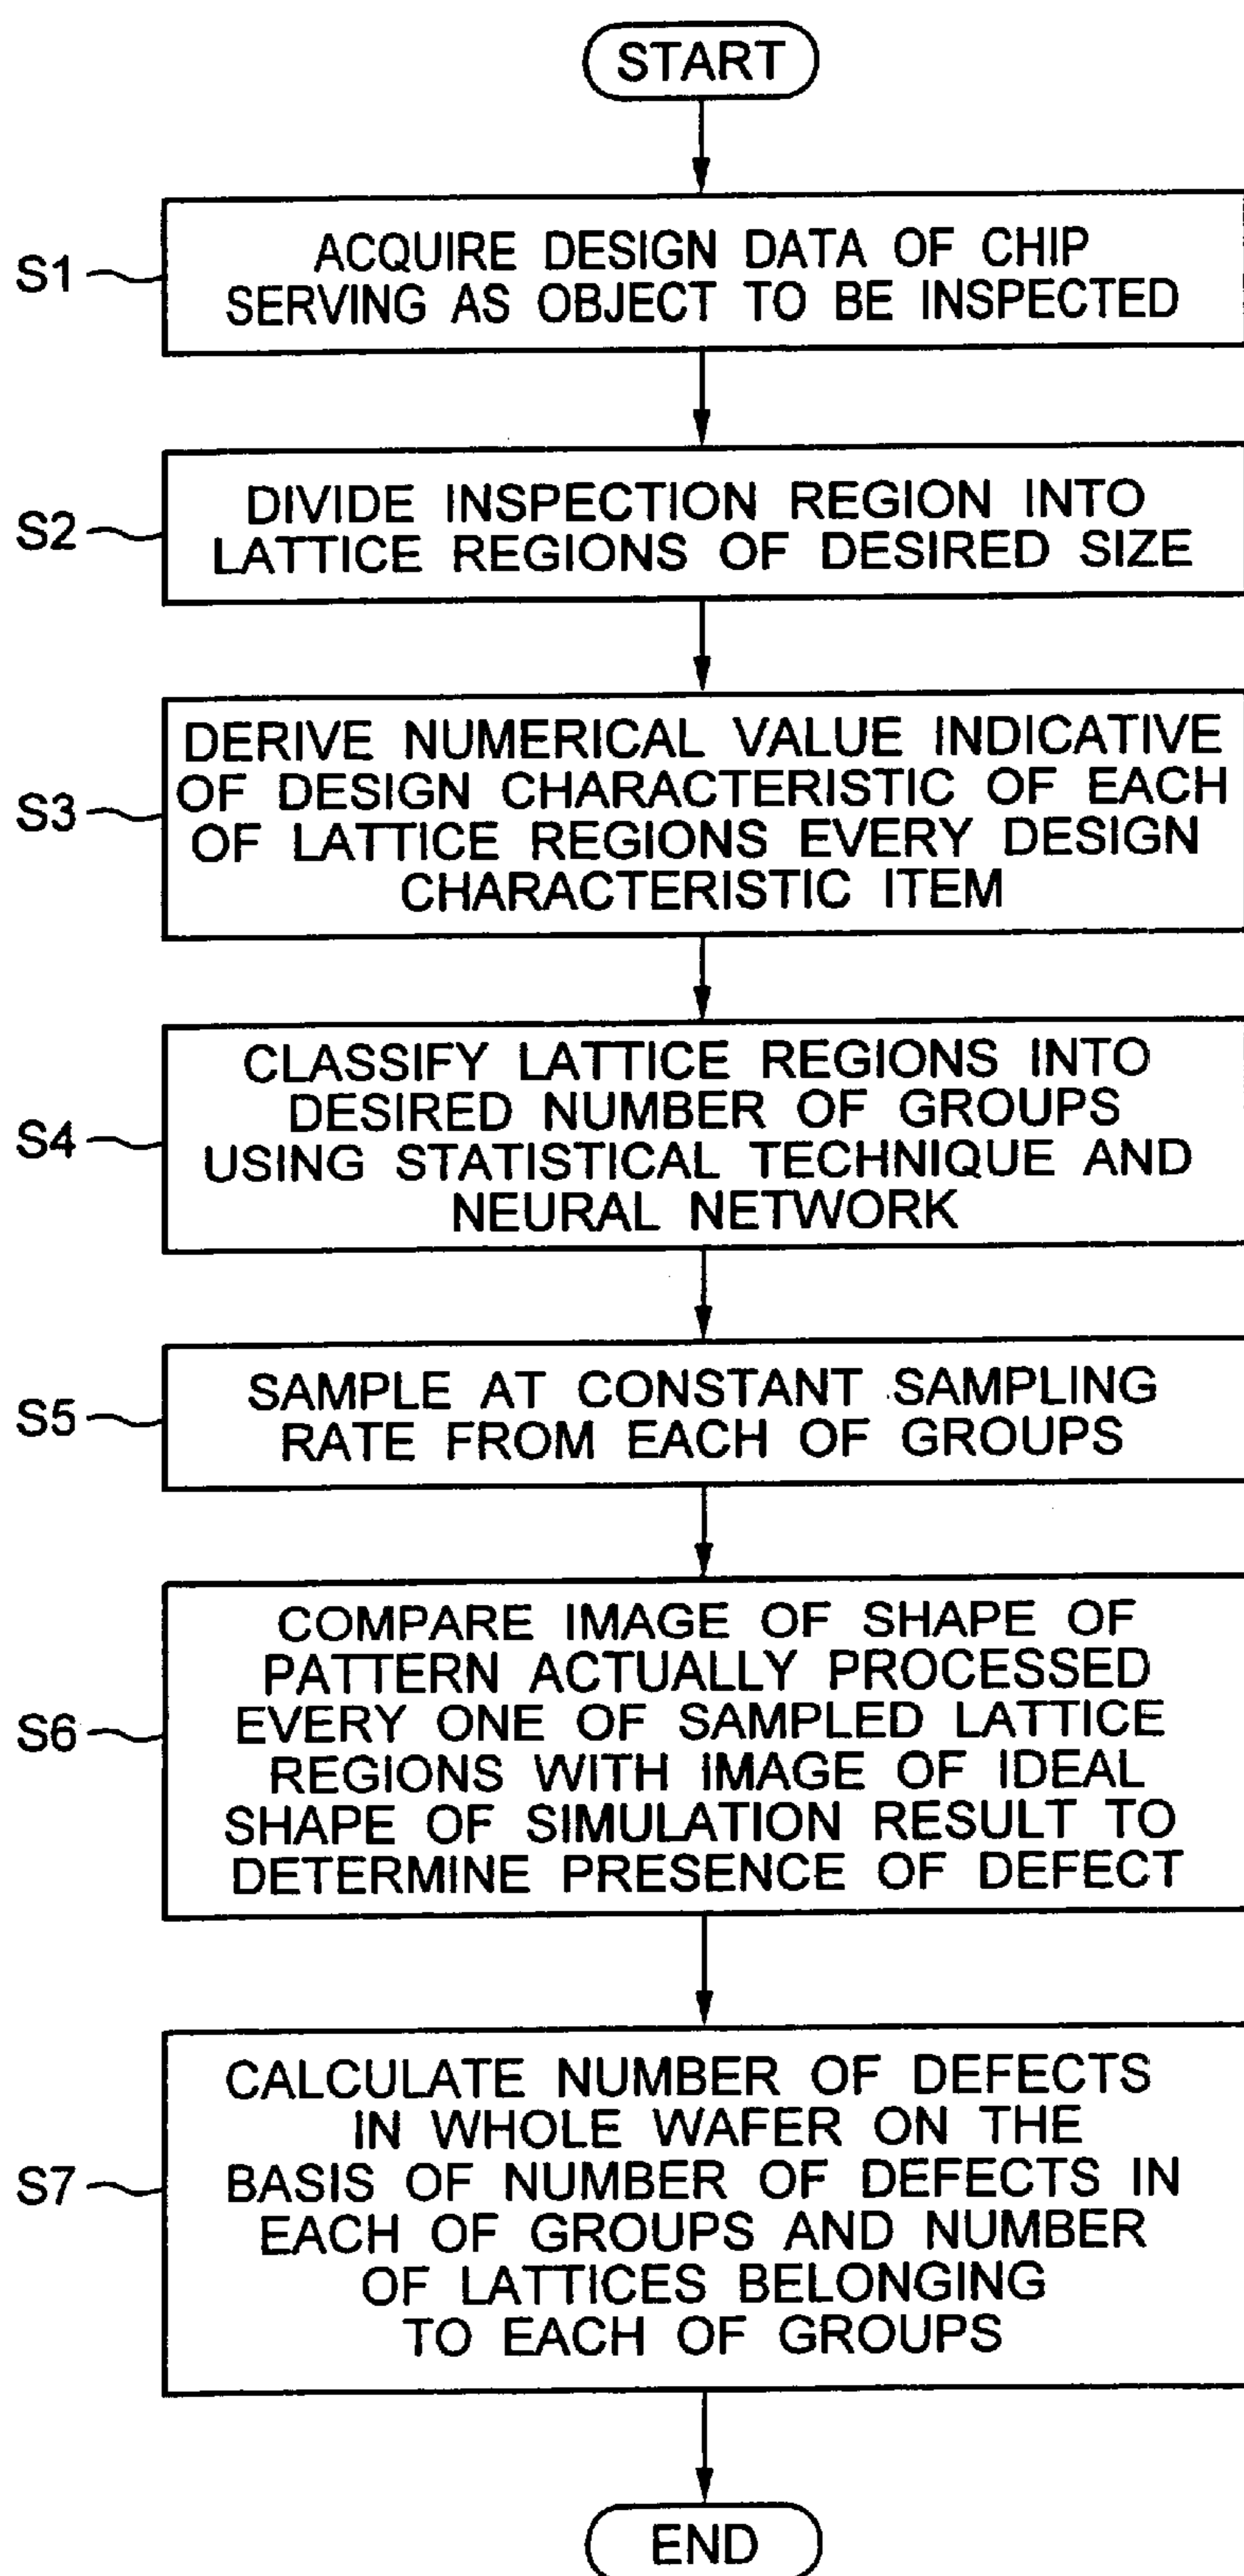 START
S1
ACQUIRE DESIGN DATA OF CHIP
SERVING AS OBJECT TO BE INSPECTED
S2
DIVIDE INSPECTION REGION INTO
LATTICE REGIONS OF DESIRED SIZE
S3
DERIVE NUMERICAL VALUE INDICATIVE
OF DESIGN CHARACTERISTIC OF EACH
OF LATTICE REGIONS EVERY DESIGN
CHARACTERISTIC ITEM
S4
CLASSIFY LATTICE REGIONS INTO
DESIRED NUMBER OF GROUPS
USING STATISTICAL TECHNIQUE AND
NEURAL NETWORK
S5
SAMPLE AT CONSTANT SAMPLING
RATE FROM EACH OF GROUPS
S6
COMPARE IMAGE OF SHAPE OF
PATTERN ACTUALLY PROCESSED
EVERY ONE OF SAMPLED LATTICE
REGIONS WITH IMAGE OF IDEAL
SHAPE OF SIMULATION RESULT TO
DETERMINE PRESENCE OF DEFECT
S7
CALCULATE NUMBER OF DEFECTS
IN WHOLE WAFER ON THE
BASIS OF NUMBER OF DEFECTS IN
EACH OF GROUPS AND NUMBER
OF LATTICES BELONGING
TO EACH OF GROUPS
END